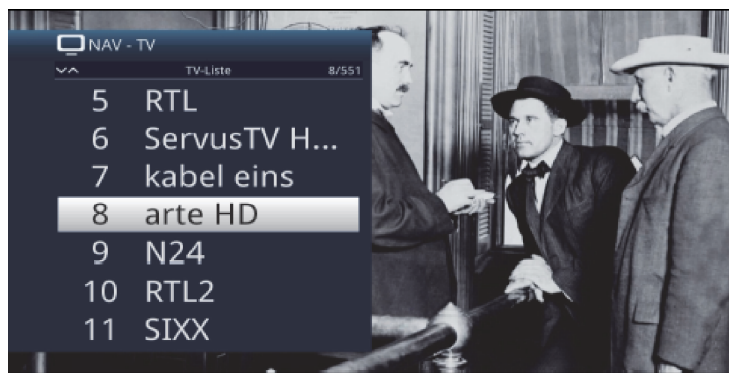 NAV - TV
TV-Liste 8/551
5 RTL
6 ServusTV H...
7 kabel eins
8 arte HD
9 N24
10 RTL2
11 SIXX